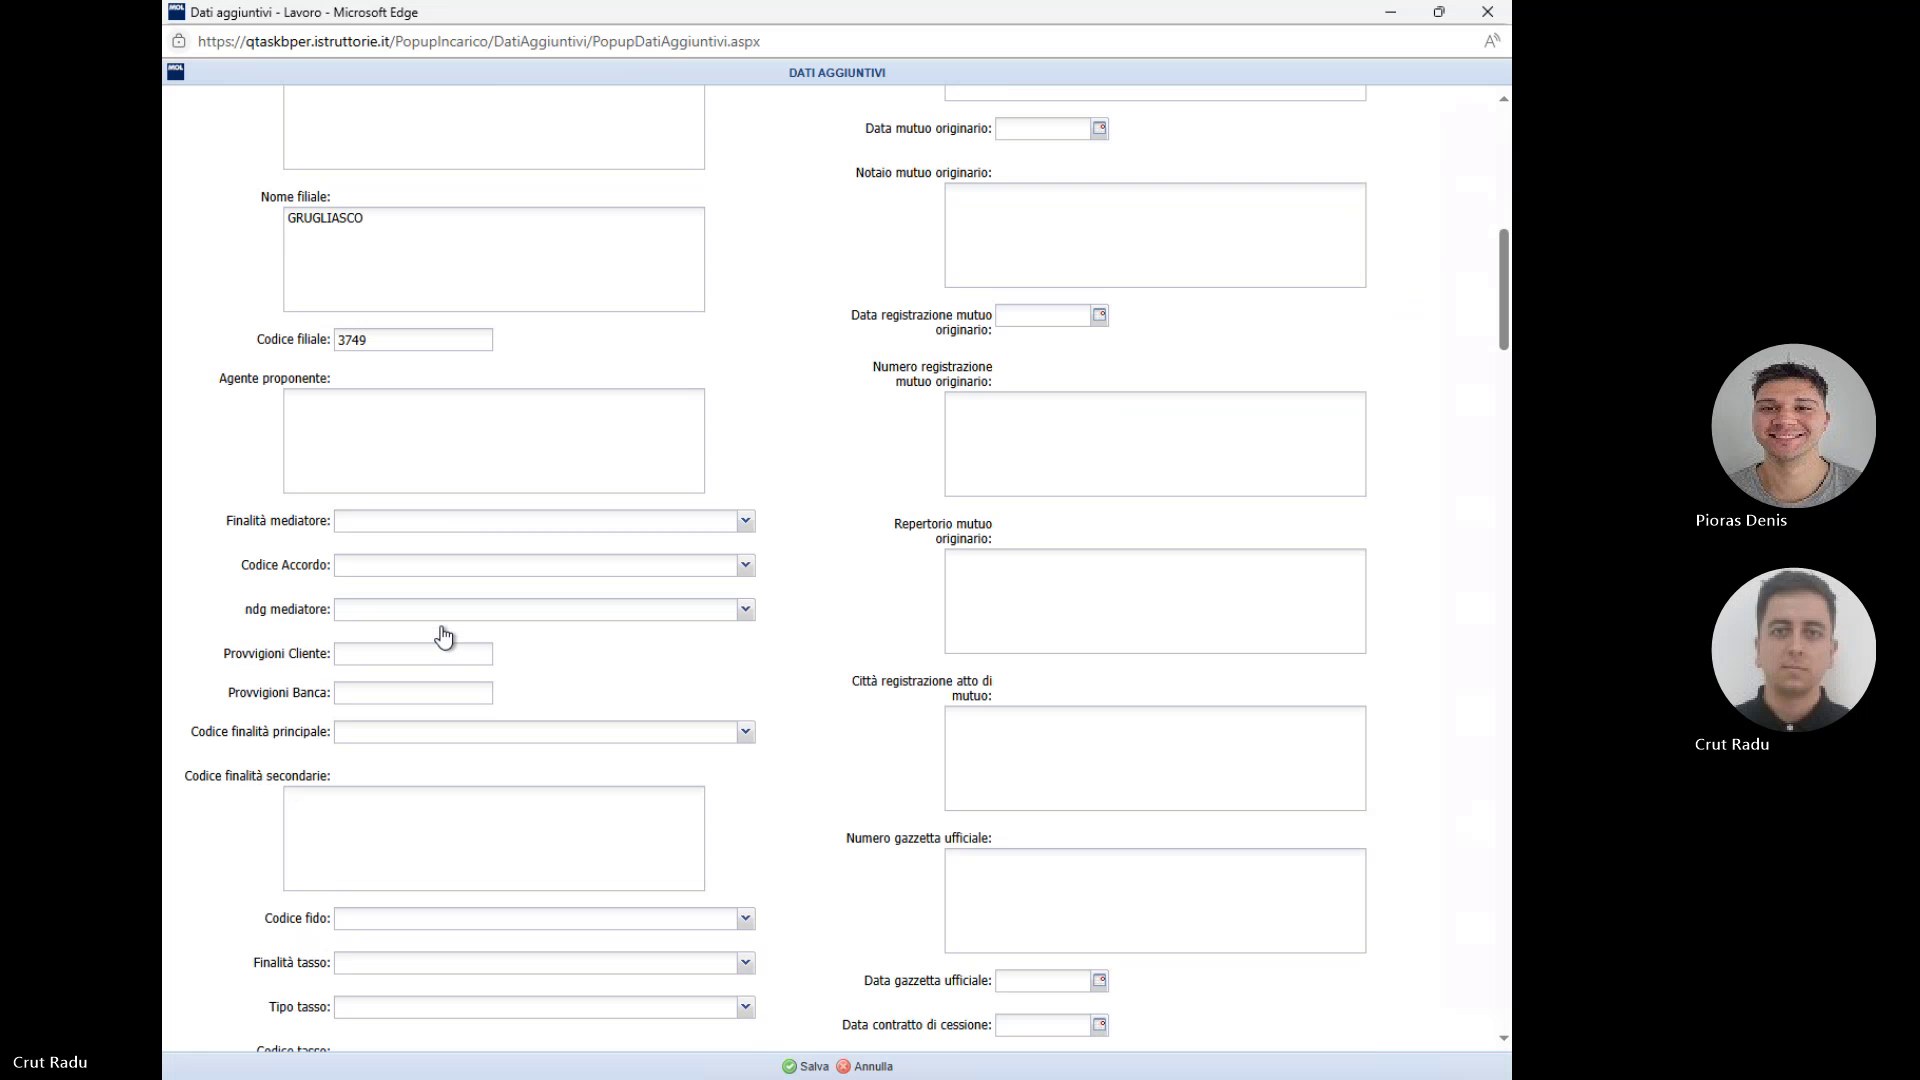 MOL
Dati aggiuntivi - Lavoro - Microsoft Edge
https://qtaskbper.istruttorie.it/PopupIncarico/DatiAggiuntivi/PopupDatiAggiuntivi.aspx
MOL
DATI AGGIUNTIVI
Nome filiale:
GRUGLIASCO
Codice filiale:
3749
Agente proponente:
Finalità mediatore:
Codice Accordo:
ndg mediatore:
Provvigioni Cliente:
Provvigioni Banca:
Codice finalità principale:
Codice finalità secondarie:
Codice fido:
Finalità tasso:
Tipo tasso:
Codice tasso:
Data mutuo originario:
Notaio mutuo originario:
Data registrazione mutuo
originario:
Numero registrazione
mutuo originario:
Repertorio mutuo
originario:
Città registrazione atto di
mutuo:
Numero gazzetta ufficiale:
Data gazzetta ufficiale:
Data contratto di cessione:
Salva
Annulla
Pioras Denis
Crut Radu
Crut Radu